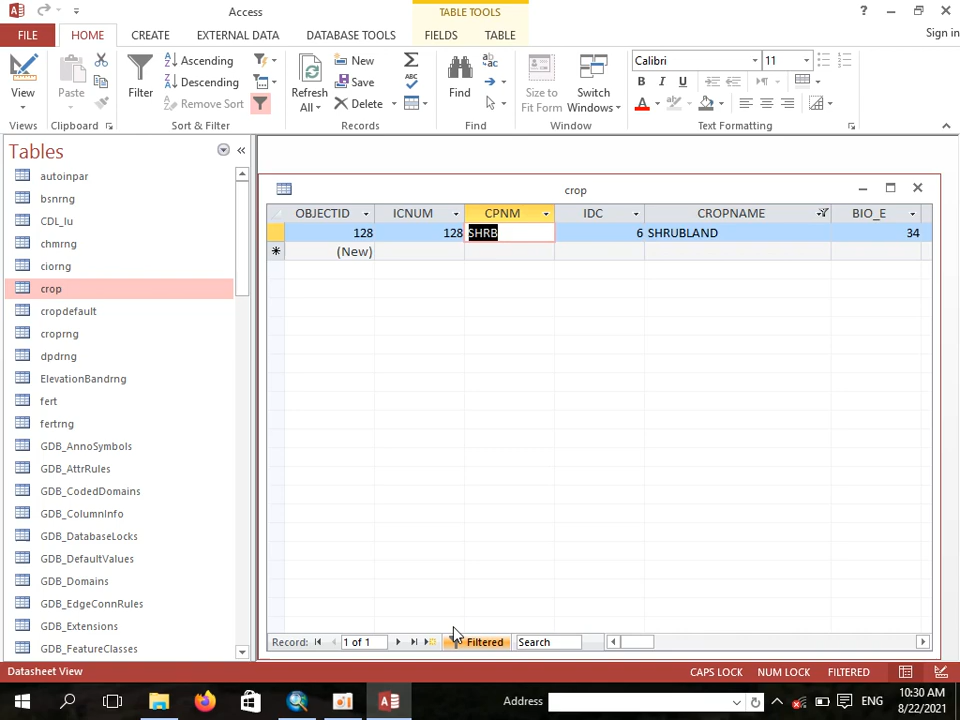 Access
TABLE TOOLS
Sign in
FILE HOME CREATE EXTERNAL DATA DATABASE TOOLS FIELDS TABLE
View
Views
Paste
Clipboard
Filter
Ascending
Descending
Remove Sort
Sort & Filter
Refresh All
New
Save
Delete
Records
Find
Find
Size to Fit Form
Switch Windows
Window
Calibri 11
B I U
A
Text Formatting
Tables
autoinpar
bsnrng
CDL_lu
chmrng
ciorng
crop
cropdefault
croprng
dpdrng
ElevationBandrng
fert
fertrng
GDB_AnnoSymbols
GDB_AttrRules
GDB_CodedDomains
GDB_ColumnInfo
GDB_DatabaseLocks
GDB_DefaultValues
GDB_Domains
GDB_EdgeConnRules
GDB_Extensions
GDB_FeatureClasses
crop
OBJECTID ICNUM CPNM IDC CROPNAME BIO_E
128 128 SHRB 6 SHRUBLAND 34
(New)
Record: 1 of 1 Filtered Search
Datasheet View CAPS LOCK NUM LOCK FILTERED
Address ENG
10:30 AM
8/22/2021